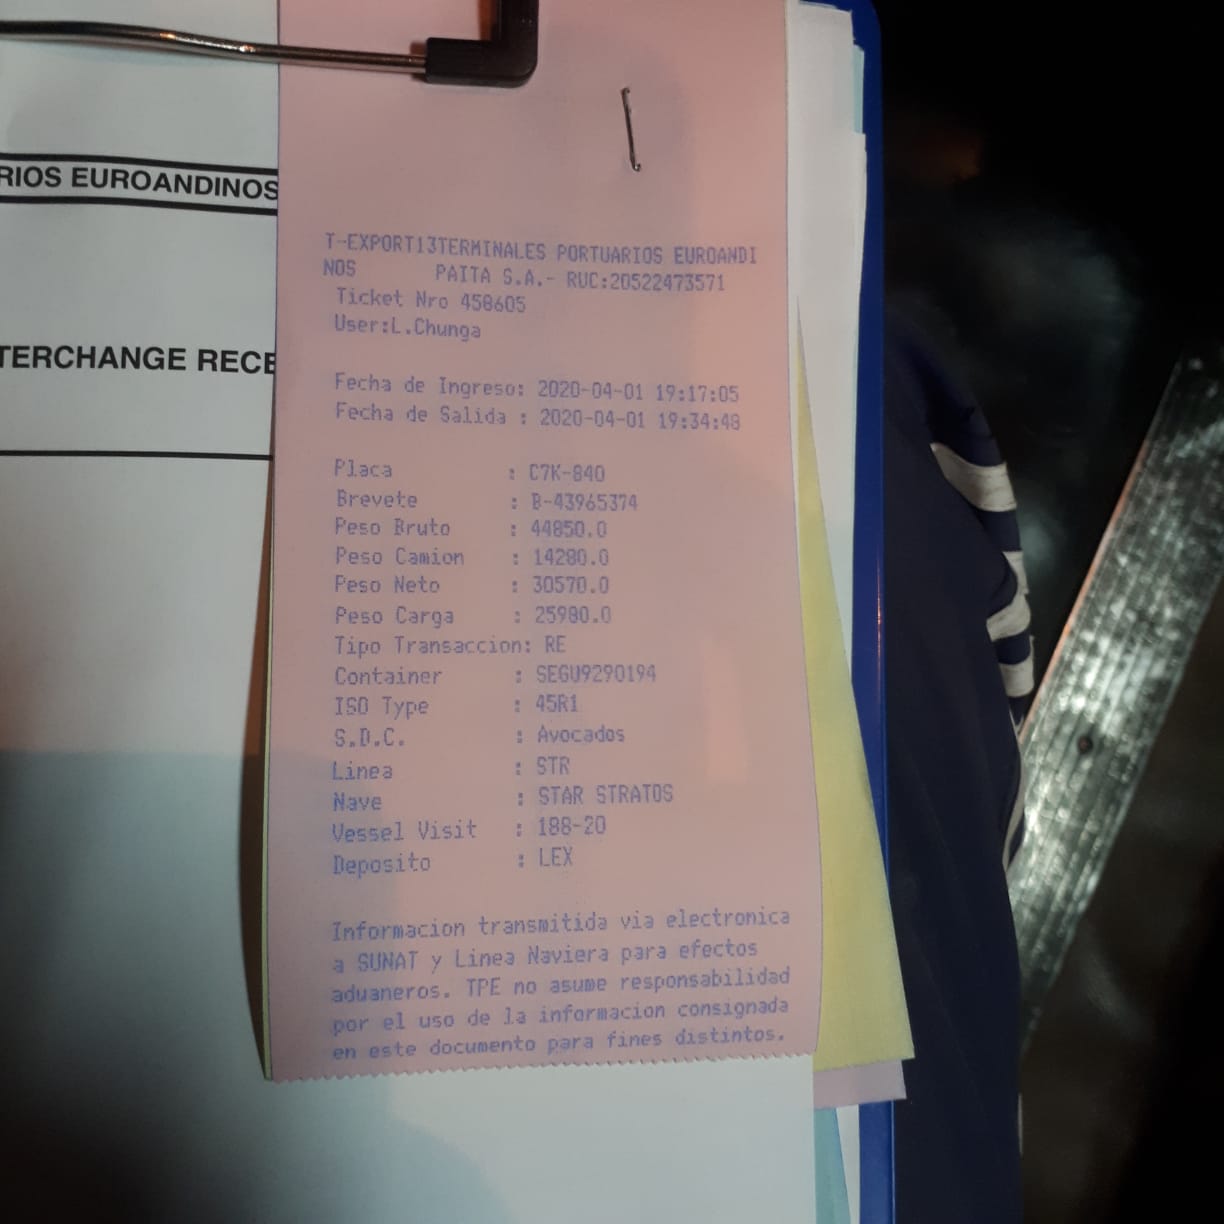 RIOS EUROANDINOS
TERCHANGE RECE
T-EXPORT13TERMINALES PORTUARIOS EUROANDI
NOS PAITA S.A.- RUC:20522473571
Ticket Nro 458605
User:L.Chunga
Fecha de Ingreso: 2020-04-01 19:17:05
Fecha de Salida : 2020-04-01 19:34:48
Placa : C7K-840
Brevete : B-43965374
Peso Bruto : 44850.0
Peso Camion : 14280.0
Peso Neto : 30570.0
Peso Carga : 25980.0
Tipo Transaccion: RE
Container : SEGU9290194
ISO Type : 45R1
S.D.C. : Avocados
Linea : STR
Nave : STAR STRATOS
Vessel Visit : 188-20
Deposito : LEX
Informacion transmitida via electronica
a SUNAT y Linea Naviera para efectos
aduaneros. TPE no asume responsabilidad
por el uso de la informacion consignada
en este documento para fines distintos.